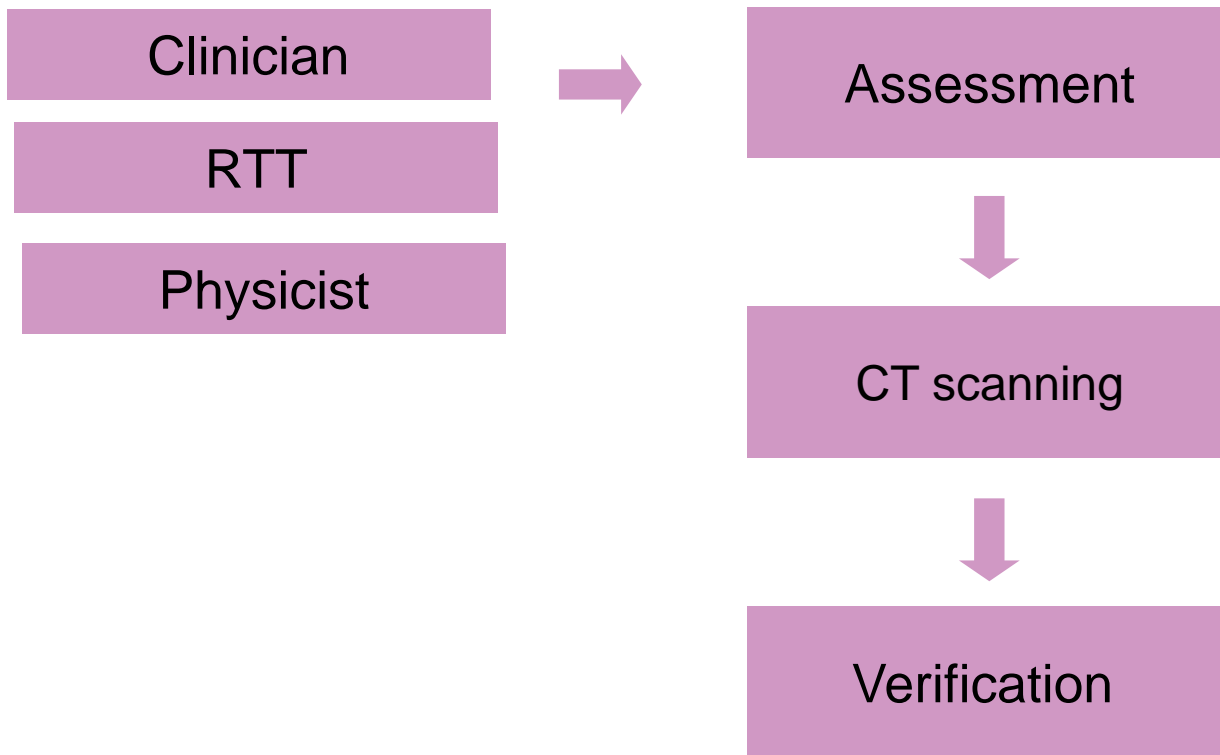 Clinician
RTT
Physicist
Assessment
CT scanning
Verification